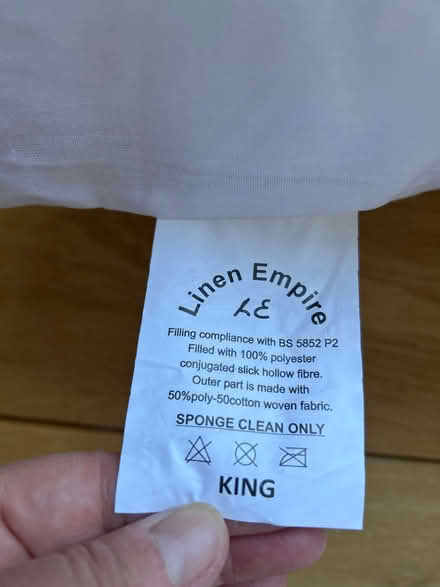 Linen Empire
LE
Filling compliance with BS 5852 P2
Filled with 100% polyester
conjugated slick hollow fibre.
Outer part is made with
50%poly-50cotton woven fabric.
SPONGE CLEAN ONLY
KING